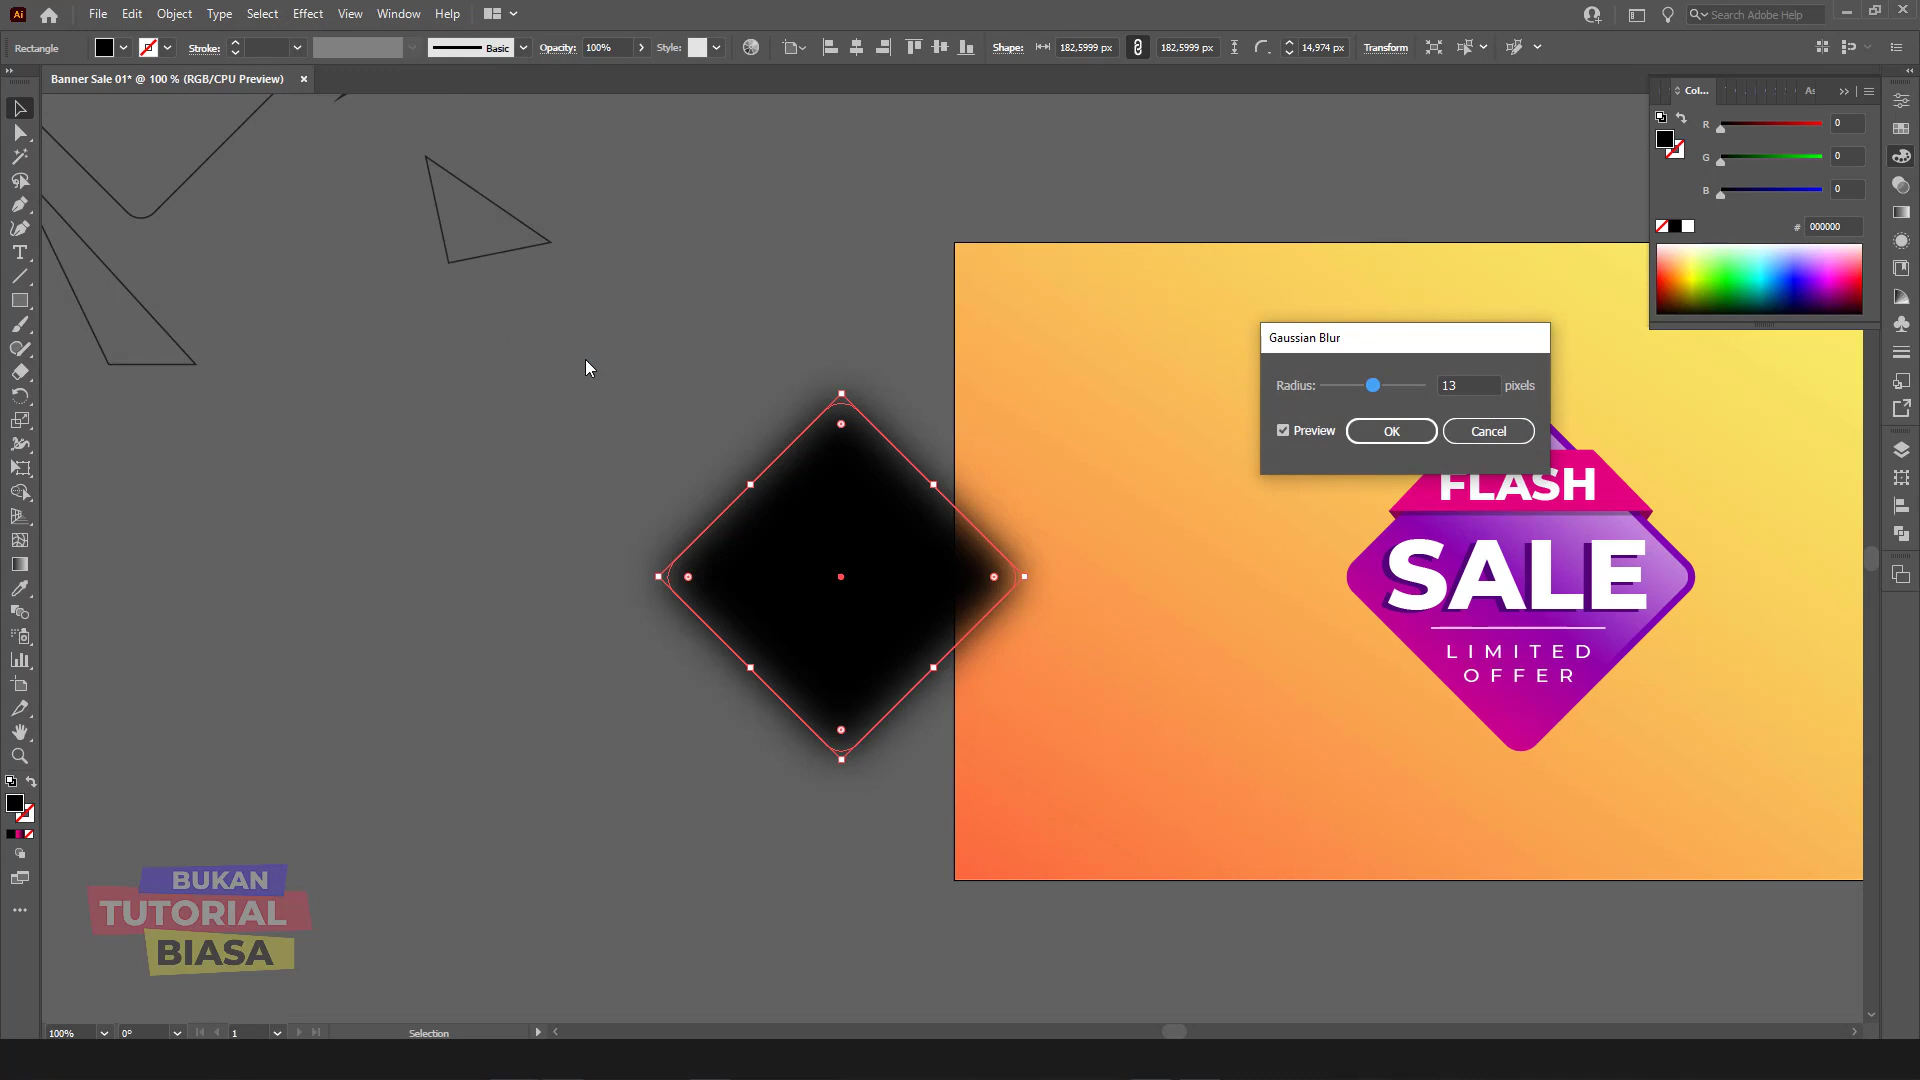 Ai File Edit Object Type Select Effect View Window Help
Search Adobe Help
Rectangle Stroke: Basic Opacity: 100% Style: Shape: 182,5999 px 182,5999 px 14,974 px Transform
Banner Sale 01* @ 100 % (RGB/CPU Preview) ×
Col...
R 0
G 0
B 0
# 000000
Gaussian Blur
Radius: 13 pixels
Preview OK Cancel
FLASH
SALE
LIMITED
OFFER
BUKAN
TUTORIAL
BIASA
100% 0° 1 Selection